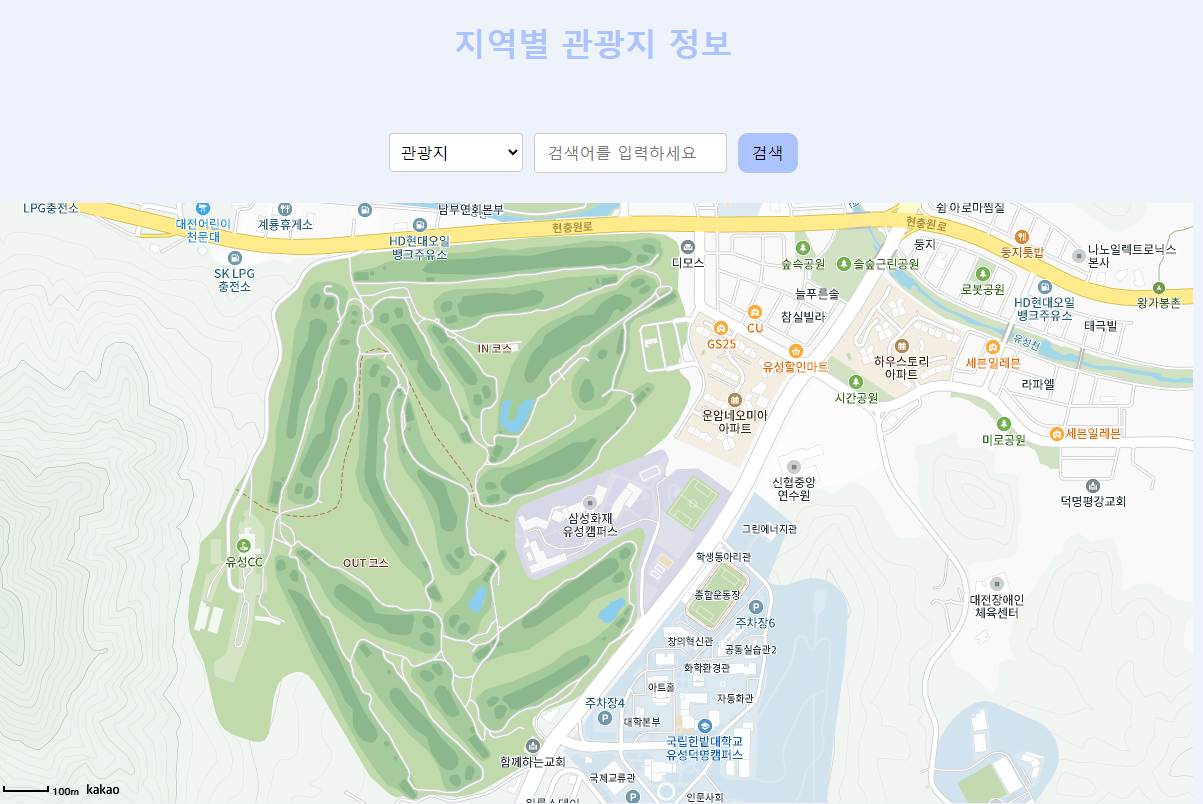 지역별 관광지 정보
관광지
검색어를 입력하세요
검색
LPG충전소
대전어린이
천문대
계룡휴게소
남부연회본부
HD현대오일
뱅크주유소
현충원로
쉼 아로마찜질
현충원로
둥지
둥지톳밥
나노일렉트로닉스
본사
SK LPG
충전소
디모스
숲속공원
솔숲근린공원
로봇공원
HD현대오일
뱅크주유소
왕가봉촌
늘푸른솔
참실빌라
CU
GS25
유성할인마트
태극빌
유성천
세븐일레븐
하우스토리
아파트
라파엘
IN 코스
시간공원
운암네오미아
아파트
미로공원
세븐일레븐
신협중앙
연수원
덕명평강교회
삼성화재
유성캠퍼스
그린에너지관
학생동아리관
유성CC
OUT 코스
종합운동장
주차장6
대전장애인
체육센터
창의혁신관
공동실습관2
화학환경관
아트홀
자동화관
주차장4
대학본부
국립한밭대학교
유성덕명캠퍼스
함께하는교회
국제교류관
인문사회
100m
kakao